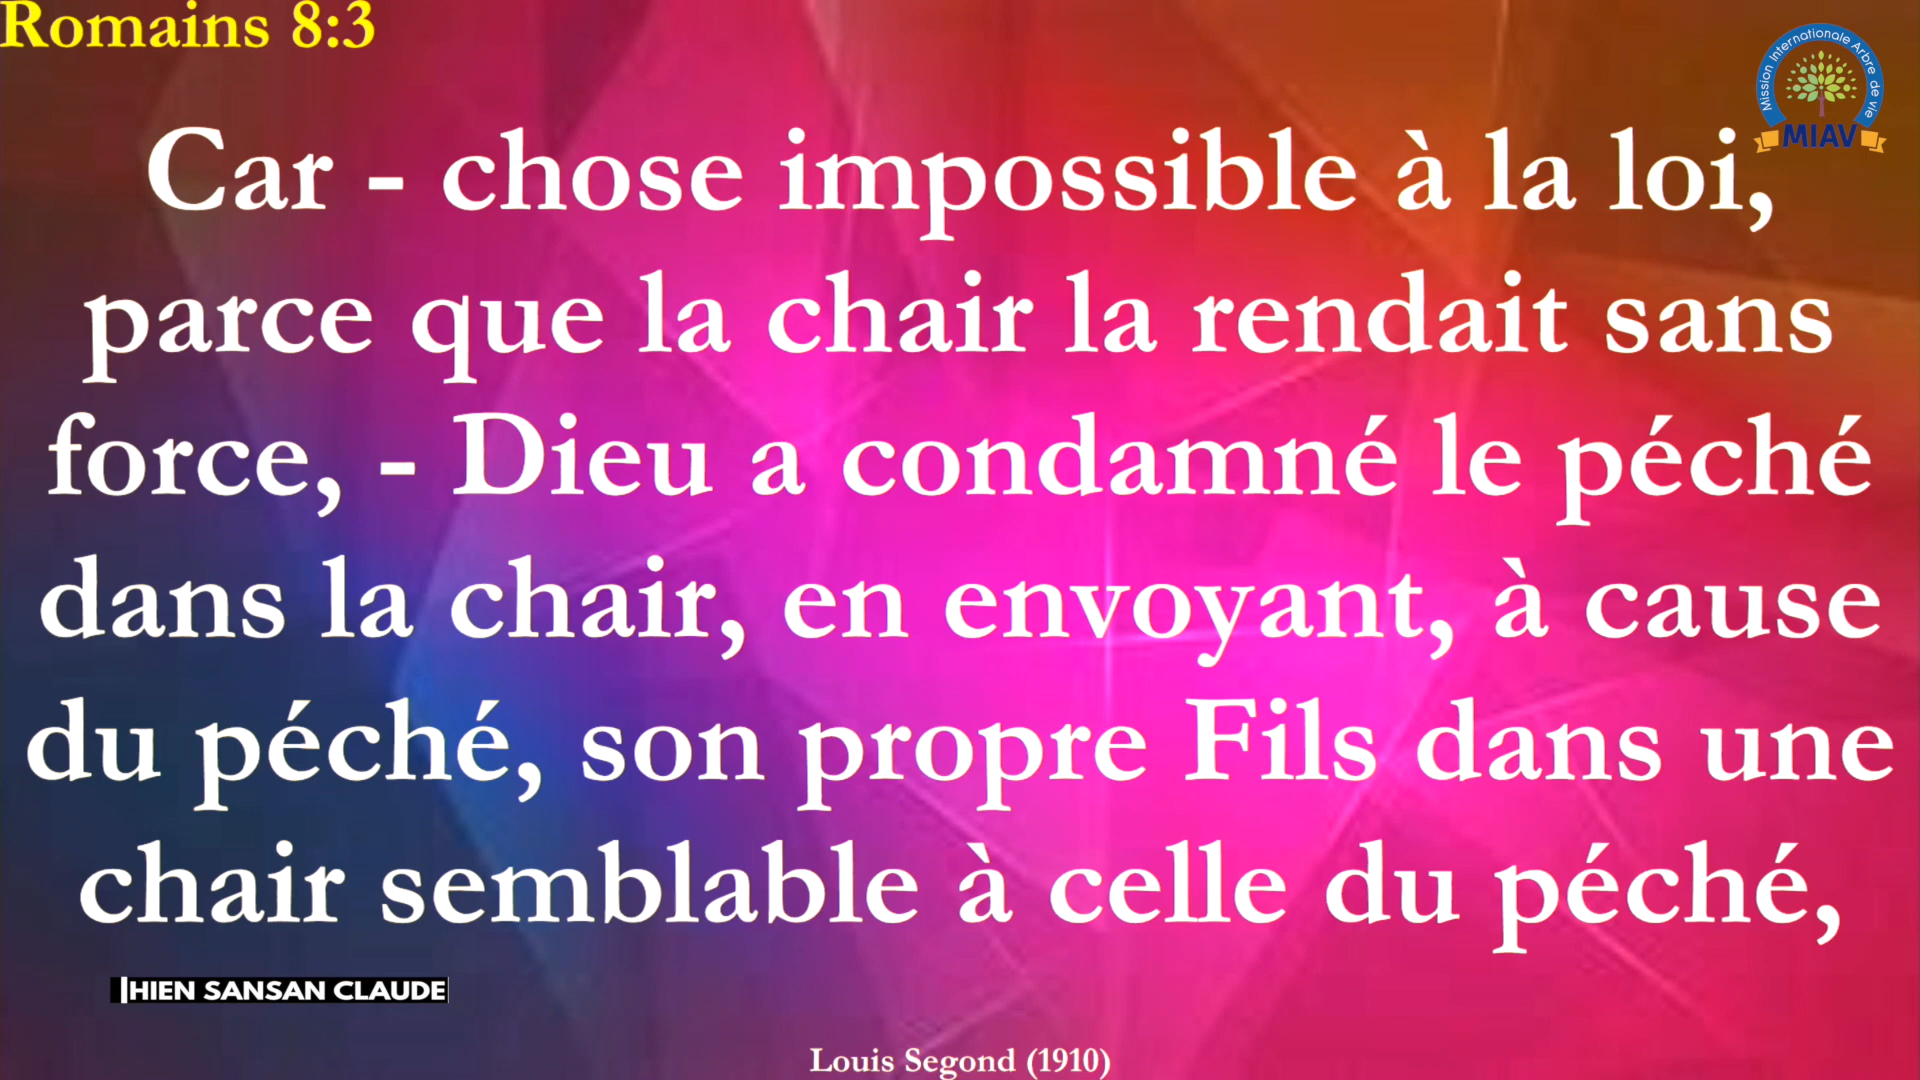 Romains 8:3
Mission Internationale Arbre de vie
MIAV
Car - chose impossible à la loi,
parce que la chair la rendait sans
force, - Dieu a condamné le péché
dans la chair, en envoyant, à cause
du péché, son propre Fils dans une
chair semblable à celle du péché,
HIEN SANSAN CLAUDE
Louis Segond (1910)